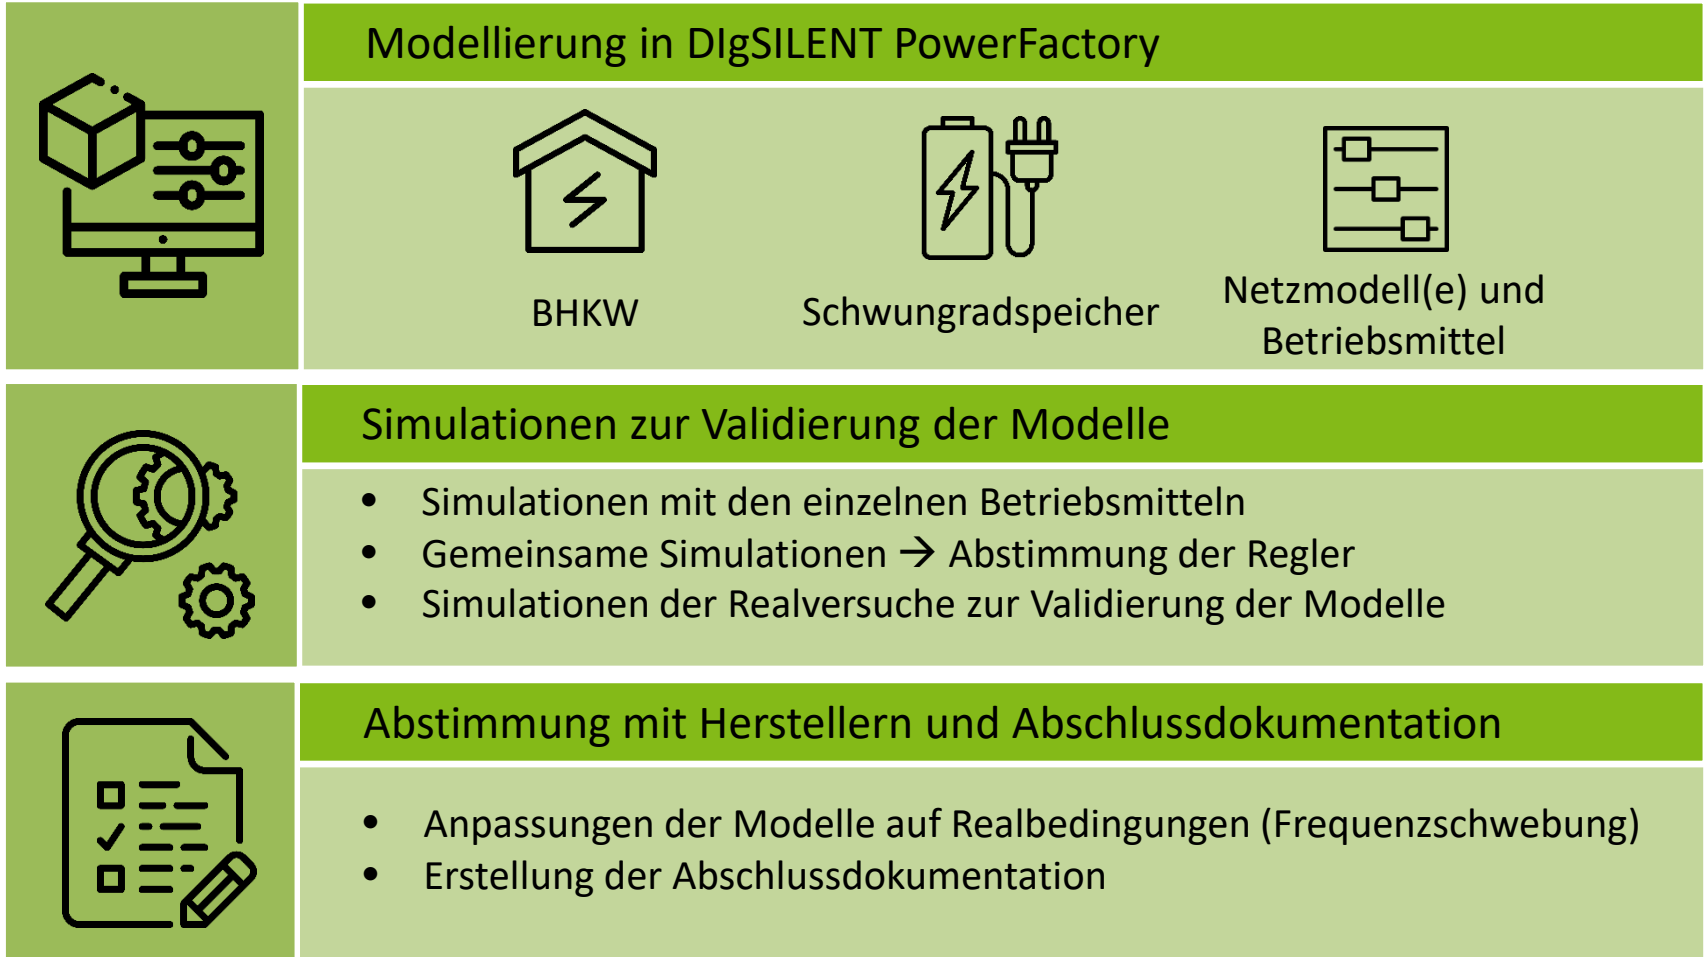 Modellierung in DIgSILENT PowerFactory
BHKW
Schwungradspeicher
Netzmodell(e) und
Betriebsmittel
Simulationen zur Validierung der Modelle
• Simulationen mit den einzelnen Betriebsmitteln
• Gemeinsame Simulationen → Abstimmung der Regler
• Simulationen der Realversuche zur Validierung der Modelle
Abstimmung mit Herstellern und Abschlussdokumentation
• Anpassungen der Modelle auf Realbedingungen (Frequenzschwebung)
• Erstellung der Abschlussdokumentation